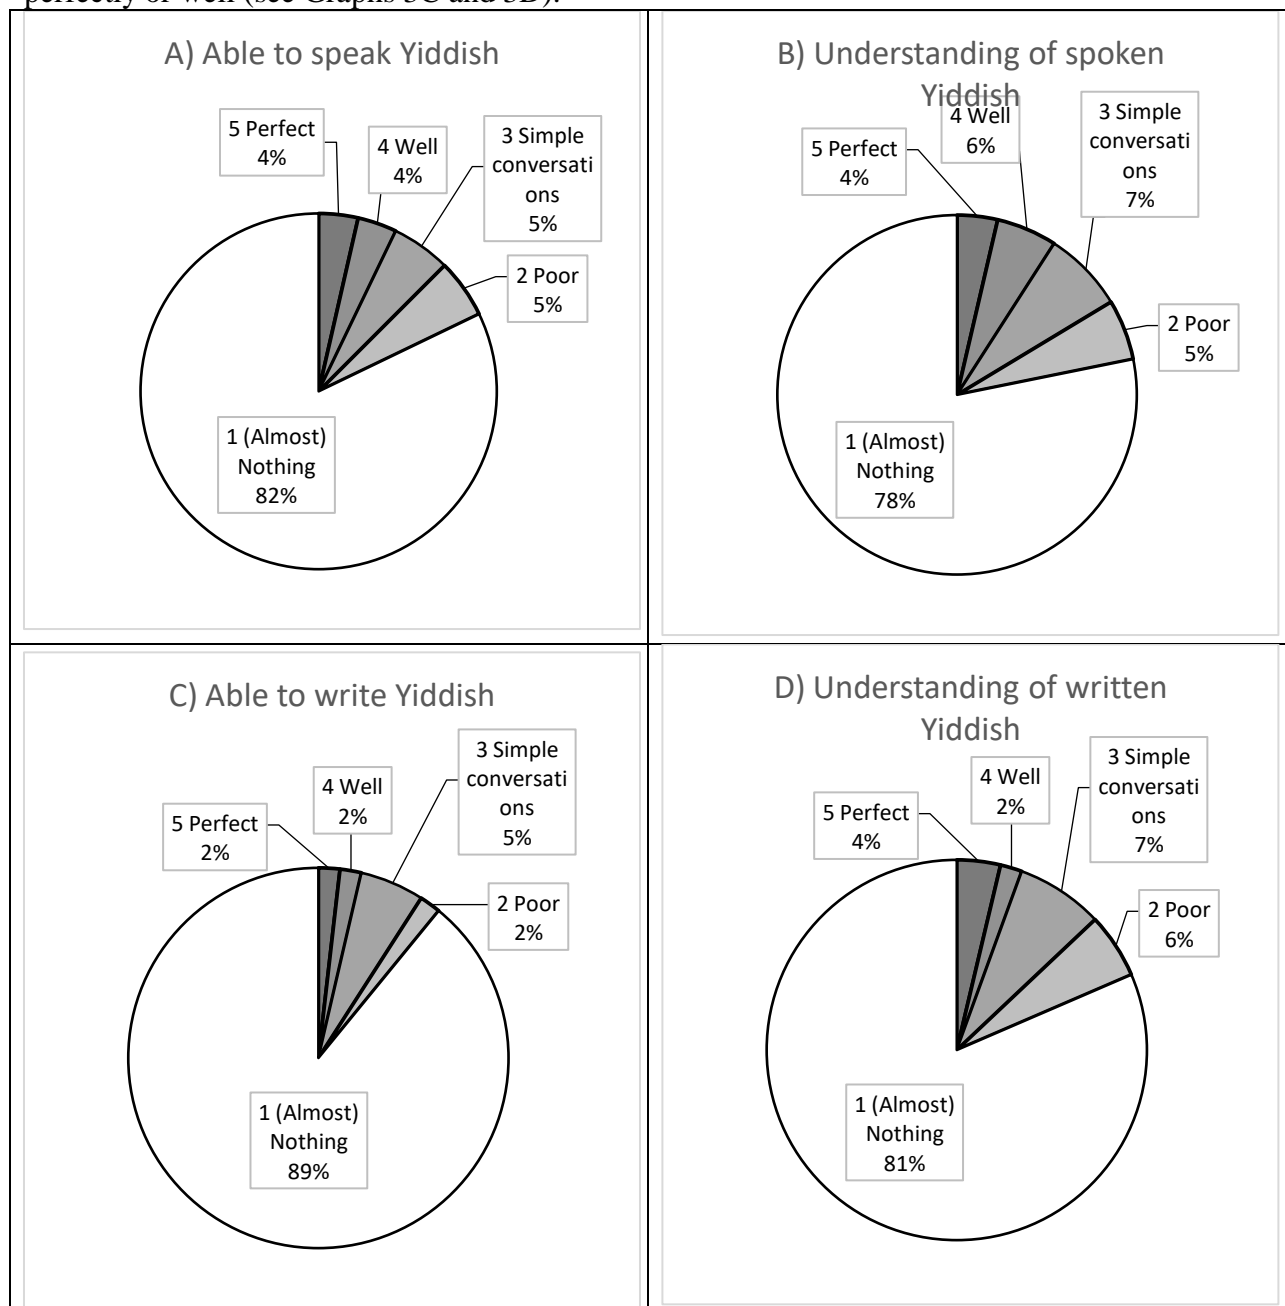 perfectly or well (see Graphs 3C and 3D).
A) Able to speak Yiddish
5 Perfect
4%
4 Well
4%
3 Simple
conversati
ons
5%
2 Poor
5%
1 (Almost)
Nothing
82%
B) Understanding of spoken
Yiddish
5 Perfect
4%
4 Well
6%
3 Simple
conversati
ons
7%
2 Poor
5%
1 (Almost)
Nothing
78%
C) Able to write Yiddish
5 Perfect
2%
4 Well
2%
3 Simple
conversati
ons
5%
2 Poor
2%
1 (Almost)
Nothing
89%
D) Understanding of written
Yiddish
5 Perfect
4%
4 Well
2%
3 Simple
conversati
ons
7%
2 Poor
6%
1 (Almost)
Nothing
81%